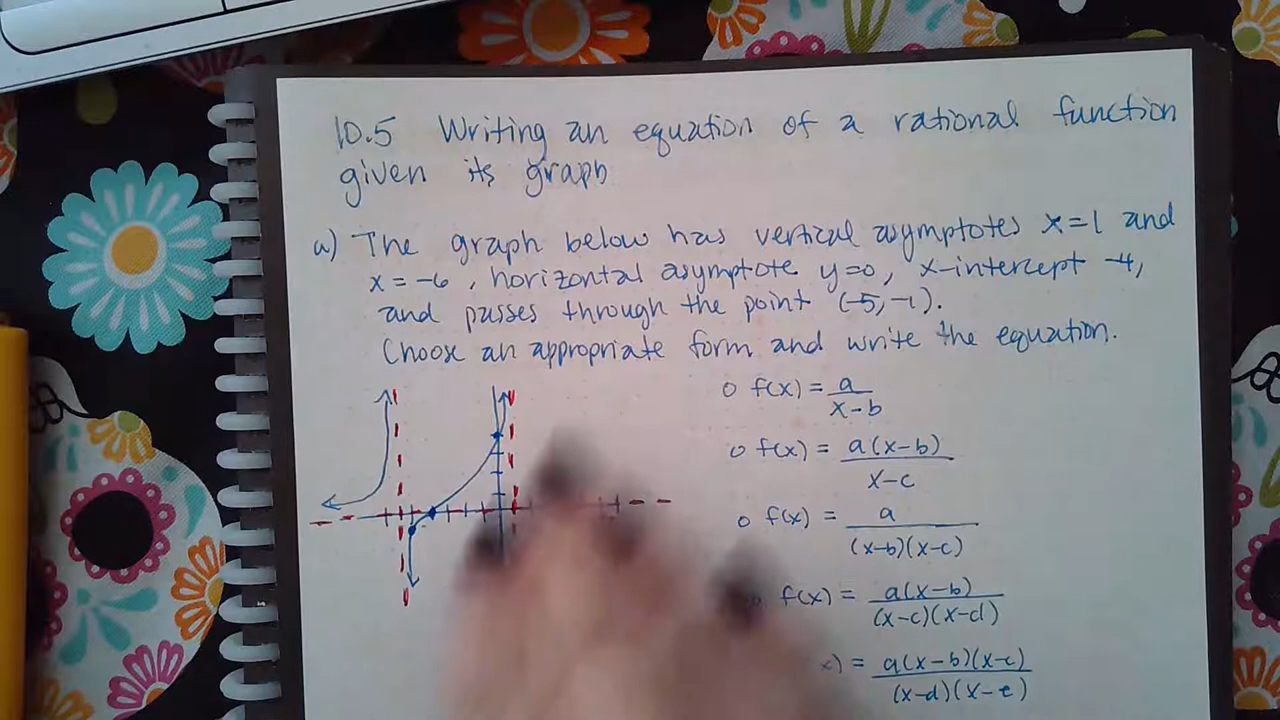 10.5 Writing an equation of a rational function
given its graph
a) The graph below has vertical asymptotes x=1 and
x = -6, horizontal asymptote y=0, x-intercept -4,
and passes through the point (-5,-1).
Choose an appropriate form and write the equation.
○ f(x) = a/(x-b)
○ f(x) = a(x-b)/(x-c)
○ f(x) = a/((x-b)(x-c))
f(x) = a(x-b)/((x-c)(x-d))
x) = a(x-b)(x-c)/((x-d)(x-e))